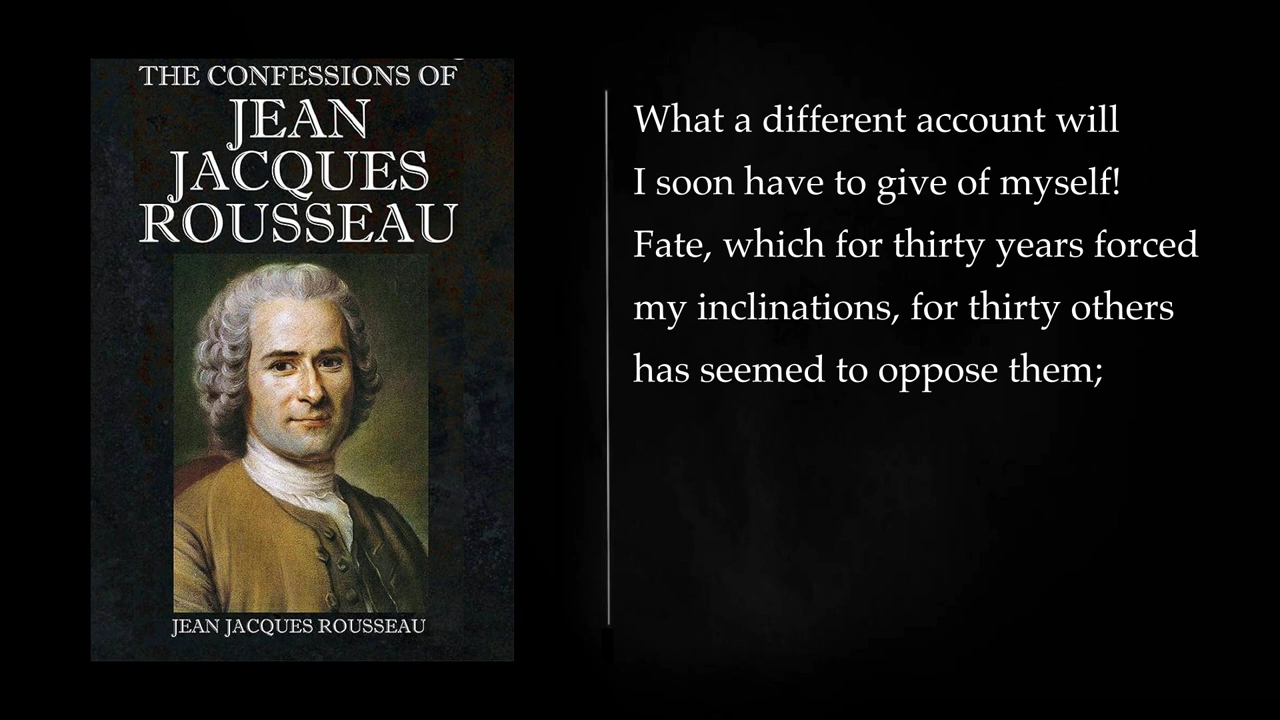 THE CONFESSIONS OF
JEAN
JACQUES
ROUSSEAU
JEAN JACQUES ROUSSEAU
What a different account will
I soon have to give of myself!
Fate, which for thirty years forced
my inclinations, for thirty others
has seemed to oppose them;